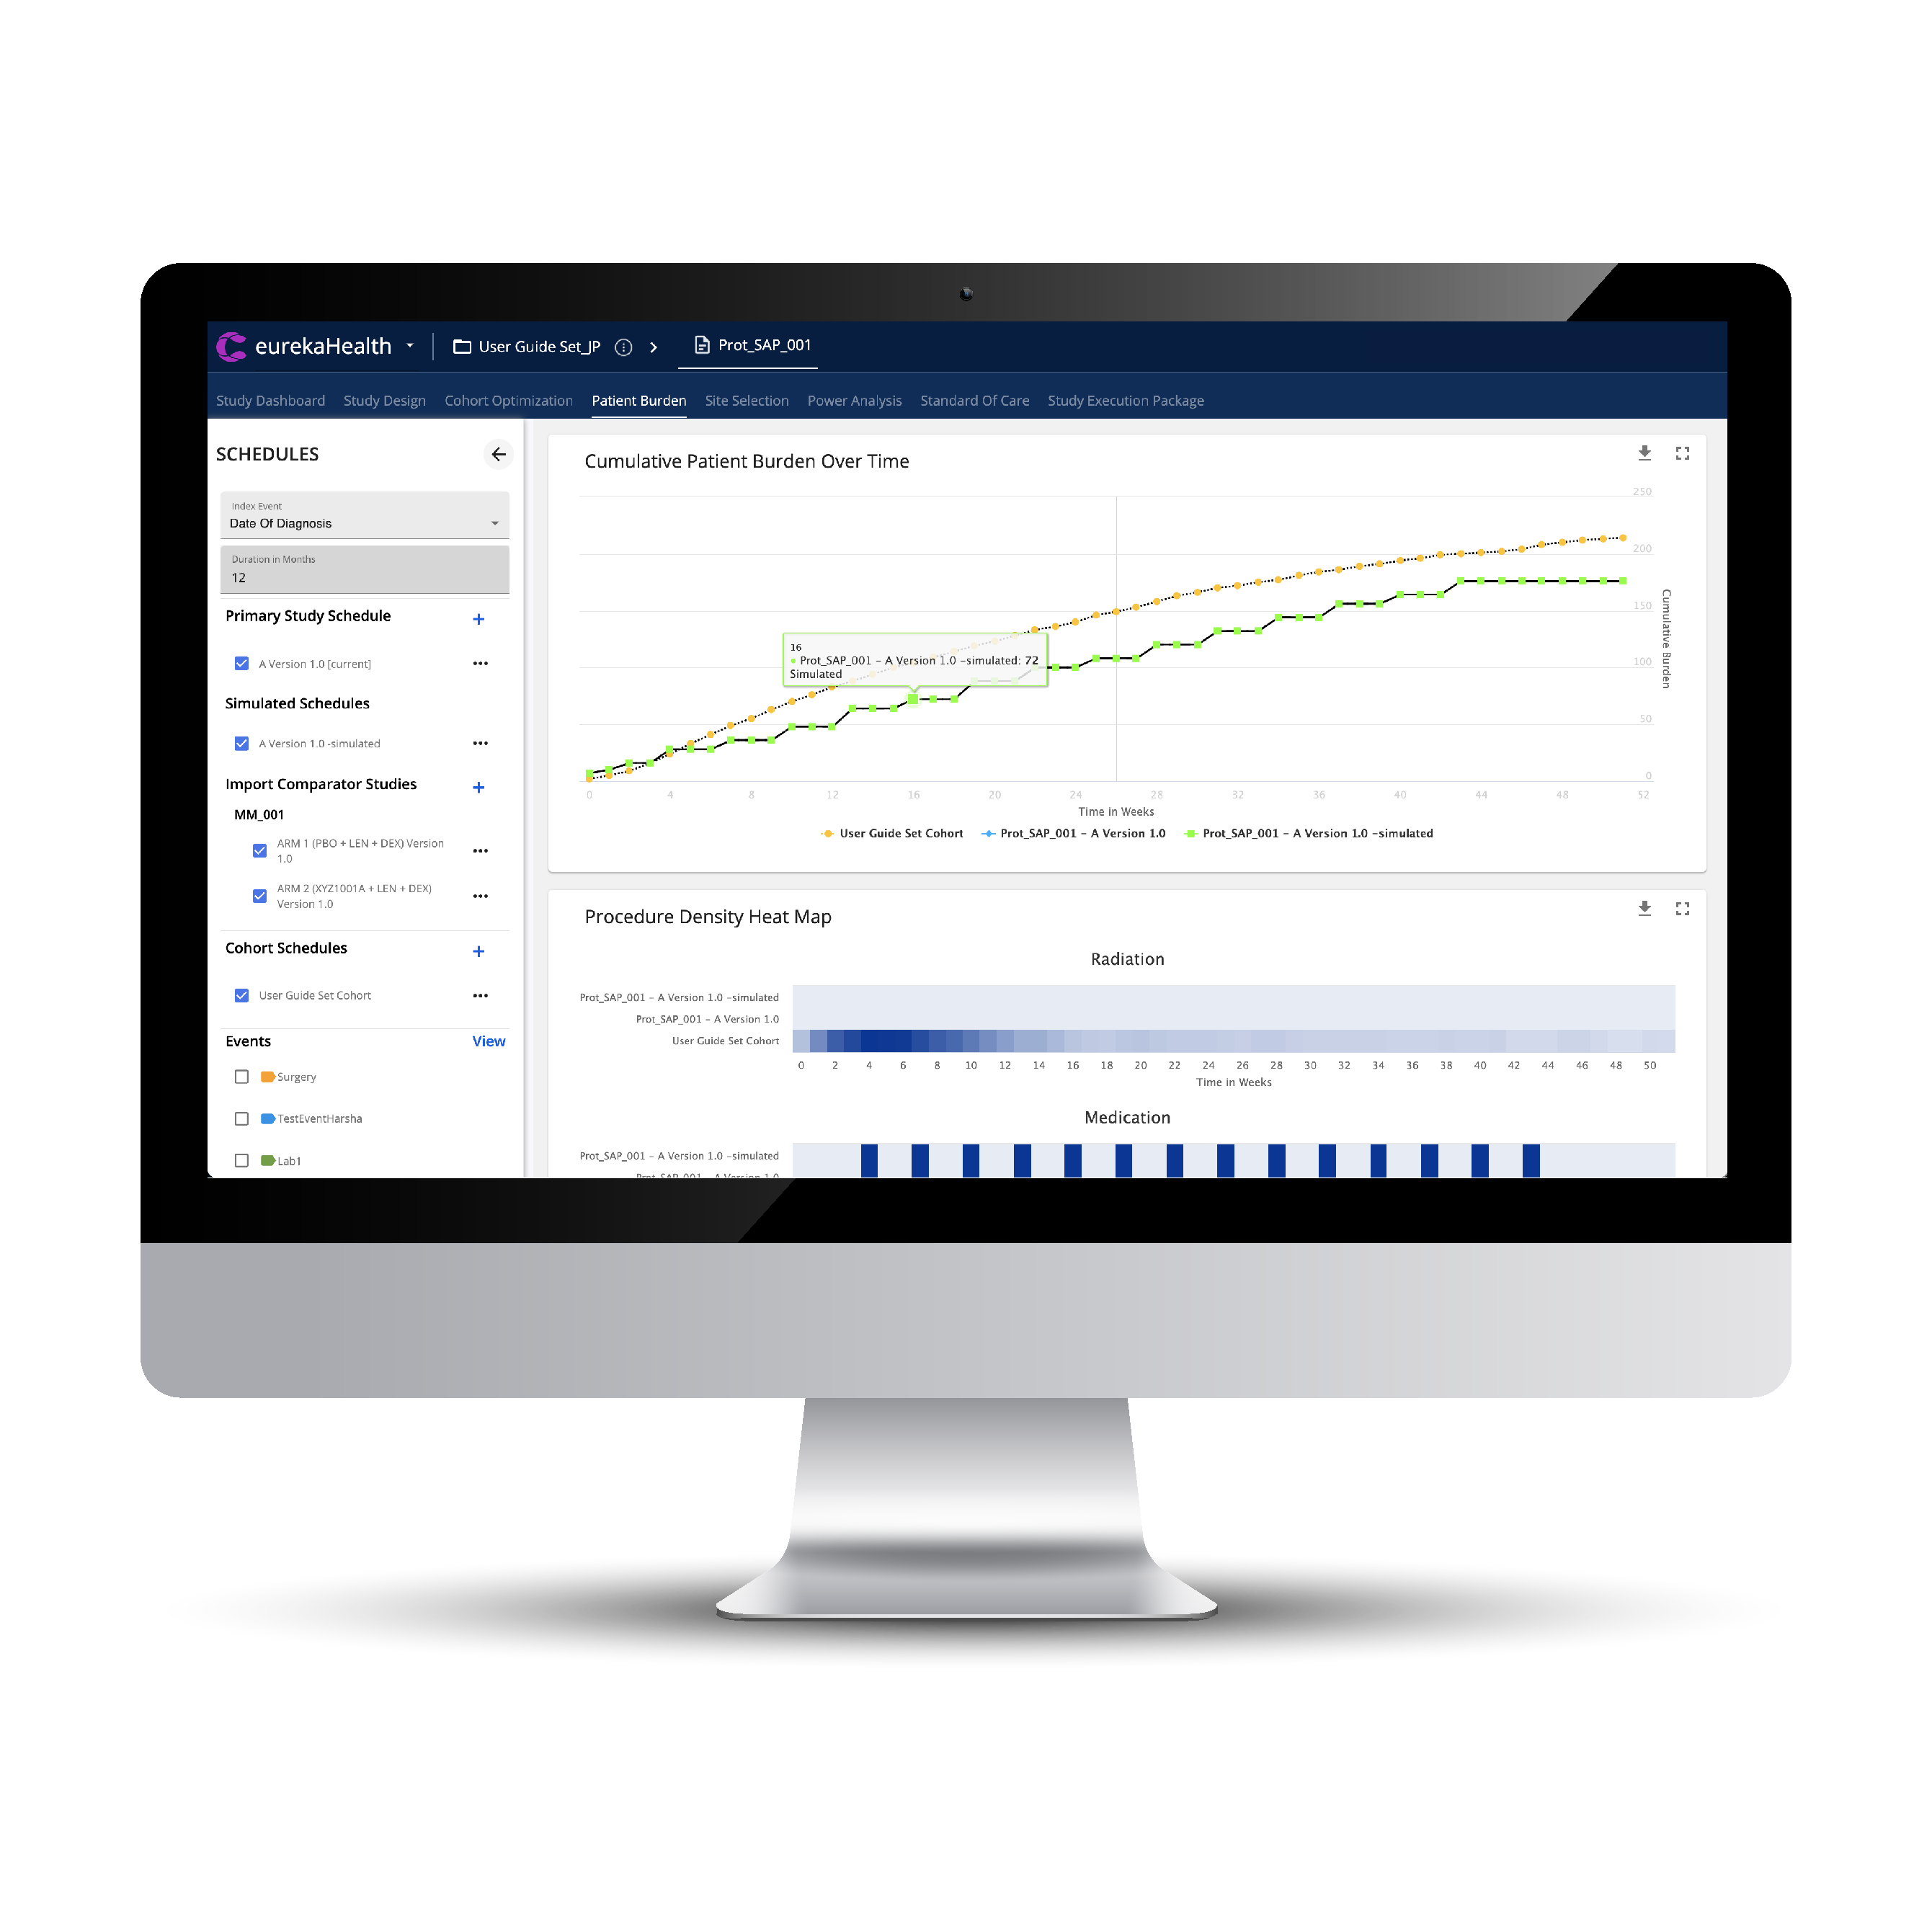 eurekaHealth
User Guide Set_JP
Prot_SAP_001
Study Dashboard
Study Design
Cohort Optimization
Patient Burden
Site Selection
Power Analysis
Standard Of Care
Study Execution Package
SCHEDULES
Index Event
Date Of Diagnosis
Duration in Months
12
Primary Study Schedule
A Version 1.0 [current]
Simulated Schedules
A Version 1.0 -simulated
Import Comparator Studies
MM_001
ARM 1 (PBO + LEN + DEX) Version
1.0
ARM 2 (XYZ1001A + LEN + DEX)
Version 1.0
Cohort Schedules
User Guide Set Cohort
Events
View
Surgery
TestEventHarsha
Lab1
Cumulative Patient Burden Over Time
250
200
150
100
50
0
Cumulative Burden
16
Prot_SAP_001 - A Version 1.0 -simulated: 72
Simulated
0 4 8 12 16 20 24 28 32 36 40 44 48 52
Time in Weeks
User Guide Set Cohort
Prot_SAP_001 - A Version 1.0
Prot_SAP_001 - A Version 1.0 -simulated
Procedure Density Heat Map
Radiation
Prot_SAP_001 - A Version 1.0 -simulated
Prot_SAP_001 - A Version 1.0
User Guide Set Cohort
0 2 4 6 8 10 12 14 16 18 20 22 24 26 28 30 32 34 36 38 40 42 44 46 48 50
Time in Weeks
Medication
Prot_SAP_001 - A Version 1.0 -simulated
Prot_SAP_001 - A Version 1.0